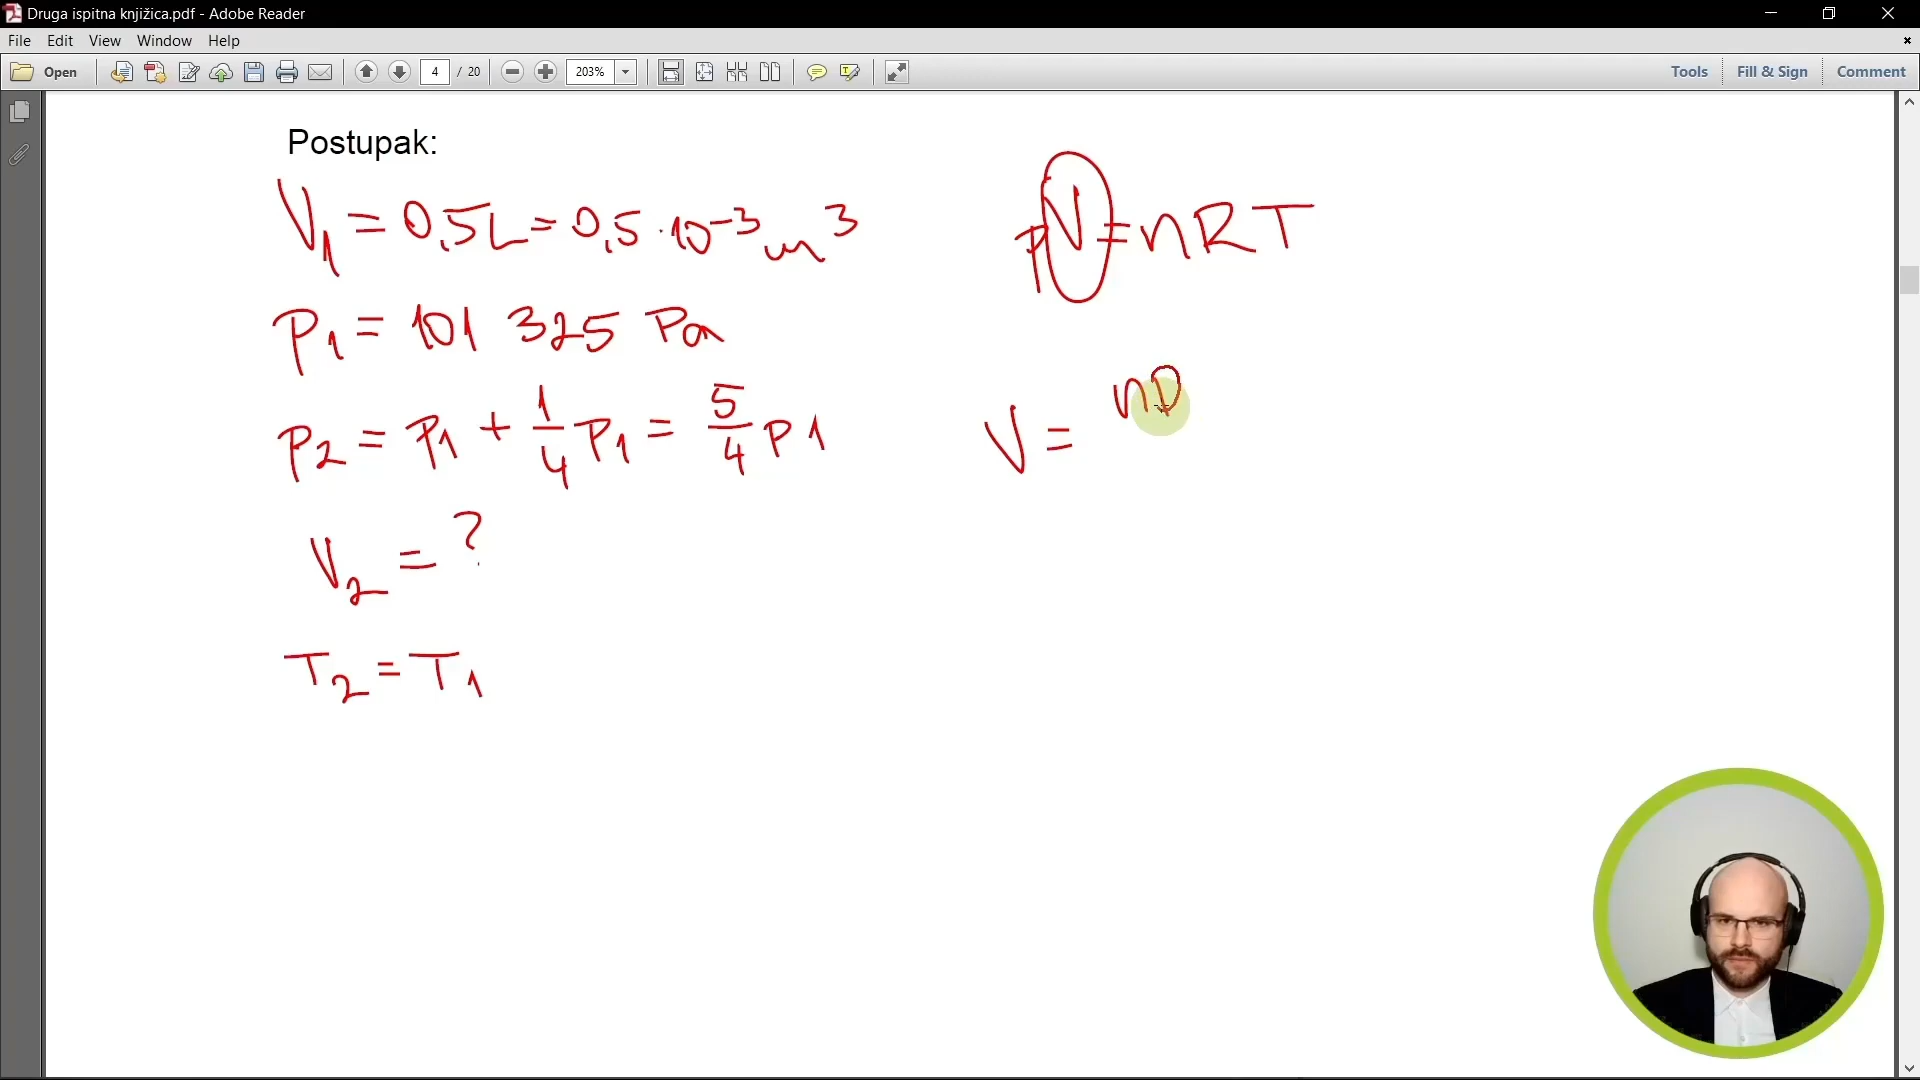 Druga ispitna knjižica.pdf - Adobe Reader
File Edit View Window Help
Open 4 / 20 203% Tools Fill & Sign Comment
Postupak:
V₁ = 0,5L = 0,5 · 10⁻³ m³
pV = nRT
p₁ = 101 325 Pa
p₂ = p₁ + 1/4 p₁ = 5/4 p1
V = n
V₂ = ?
T₂ = T₁